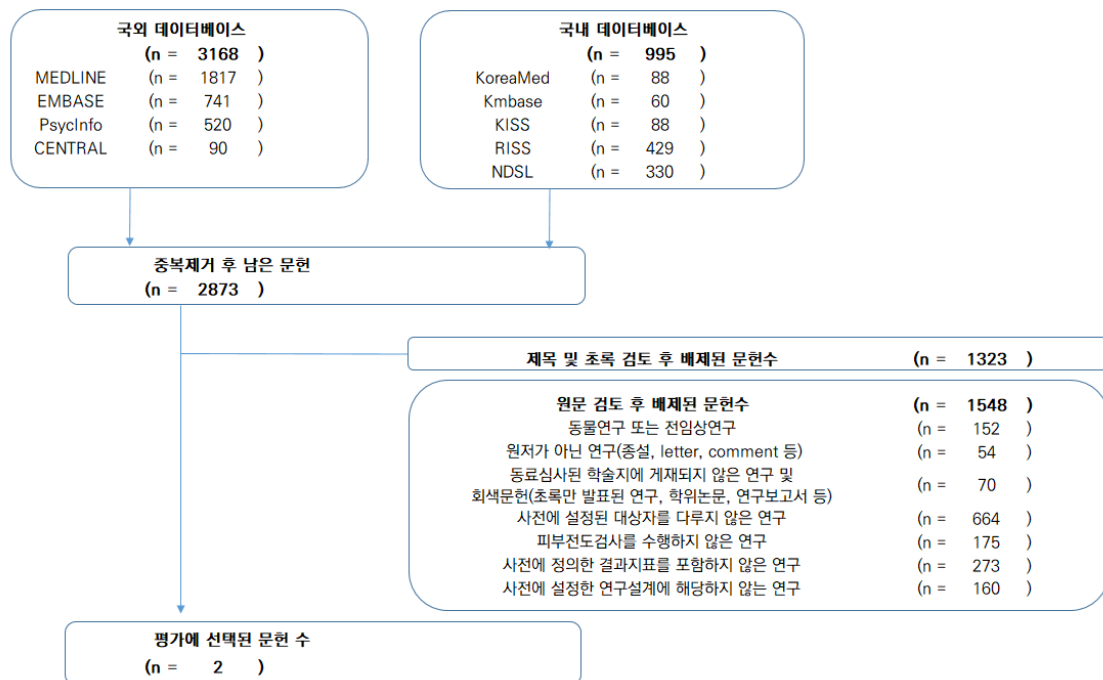 국외 데이터베이스
(n = 3168 )
MEDLINE (n = 1817 )
EMBASE (n = 741 )
PsycInfo (n = 520 )
CENTRAL (n = 90 )
국내 데이터베이스
(n = 995 )
KoreaMed (n = 88 )
Kmbase (n = 60 )
KISS (n = 88 )
RISS (n = 429 )
NDSL (n = 330 )
중복제거 후 남은 문헌
(n = 2873 )
제목 및 초록 검토 후 배제된 문헌수 (n = 1323 )
원문 검토 후 배제된 문헌수 (n = 1548 )
동물연구 또는 전임상연구 (n = 152 )
원저가 아닌 연구(종설, letter, comment 등) (n = 54 )
동료심사된 학술지에 게재되지 않은 연구 및
회색문헌(초록만 발표된 연구, 학위논문, 연구보고서 등) (n = 70 )
사전에 설정된 대상자를 다루지 않은 연구 (n = 664 )
피부전도검사를 수행하지 않은 연구 (n = 175 )
사전에 정의한 결과지표를 포함하지 않은 연구 (n = 273 )
사전에 설정한 연구설계에 해당하지 않는 연구 (n = 160 )
평가에 선택된 문헌 수
(n = 2 )